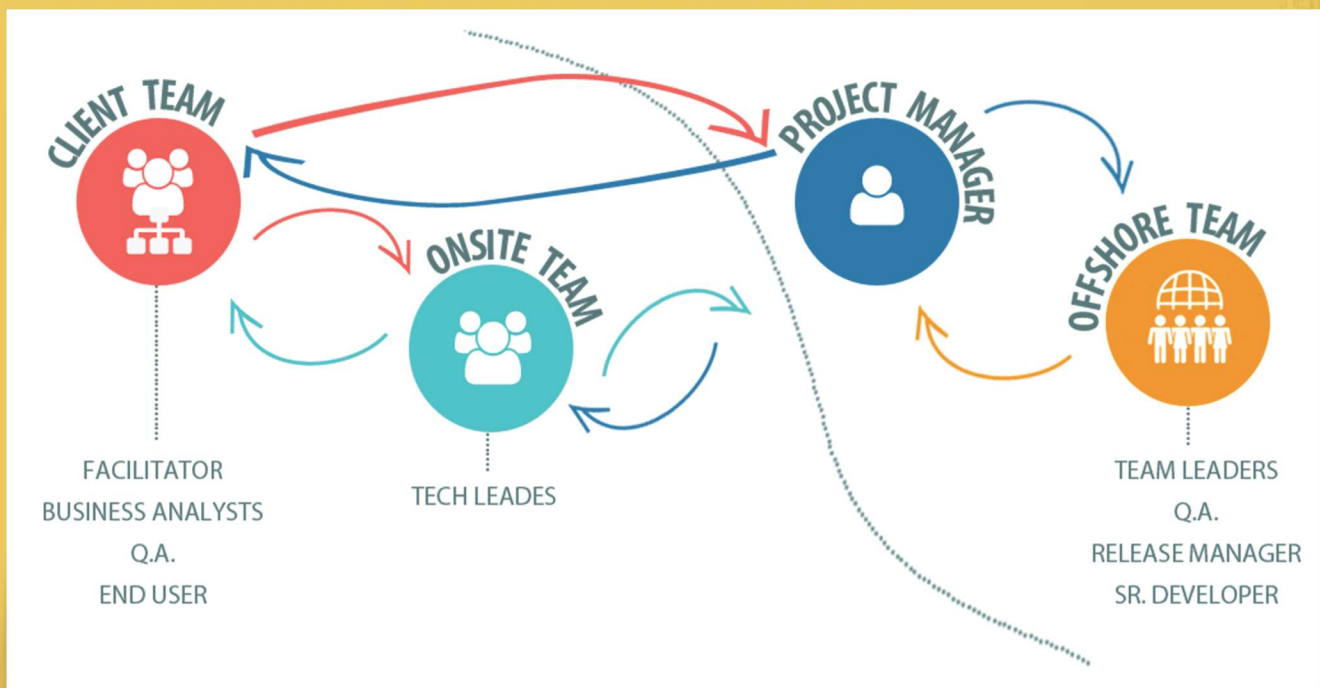 CLIENT TEAM
FACILITATOR
BUSINESS ANALYSTS
Q.A.
END USER
ONSITE TEAM
TECH LEADES
PROJECT MANAGER
OFFSHORE TEAM
TEAM LEADERS
Q.A.
RELEASE MANAGER
SR. DEVELOPER